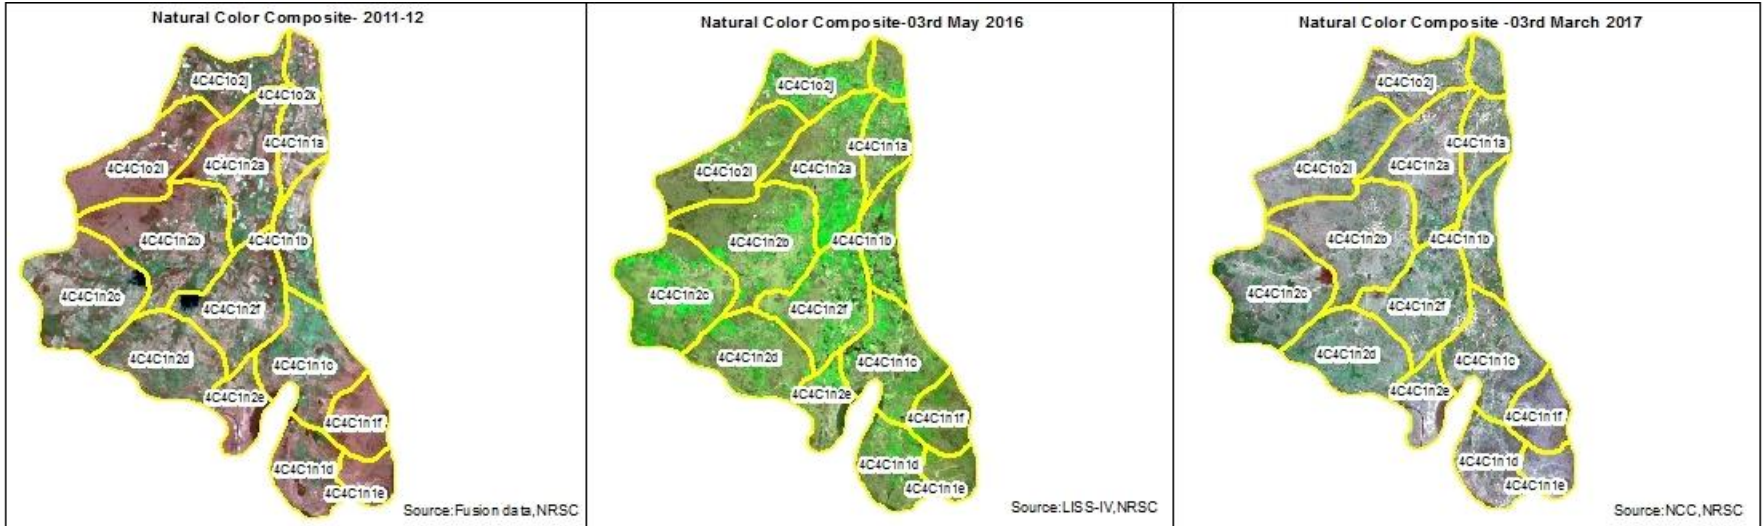 Natural Color Composite- 2011-12
4C4C1o2j
4C4C1o2k
4C4C1n1a
4C4C1o2l
4C4C1n2a
4C4C1n2b
4C4C1n1b
4C4C1n2c
4C4C1n2f
4C4C1n2d
4C4C1n1c
4C4C1n2e
4C4C1n1f
4C4C1n1d
4C4C1n1e
Source:Fusion data,NRSC
Natural Color Composite-03rd May 2016
4C4C1o2j
4C4C1n1a
4C4C1o2l
4C4C1n2a
4C4C1n2b
4C4C1n1b
4C4C1n2c
4C4C1n2f
4C4C1n2d
4C4C1n1c
4C4C1n2e
4C4C1n1f
4C4C1n1d
4C4C1n1e
Source:LISS-IV,NRSC
Natural Color Composite -03rd March 2017
4C4C1o2j
4C4C1n1a
4C4C1o2l
4C4C1n2a
4C4C1n2b
4C4C1n1b
4C4C1n2c
4C4C1n2f
4C4C1n2d
4C4C1n1c
4C4C1n2e
4C4C1n1f
4C4C1n1d
4C4C1n1e
Source:NCC,NRSC